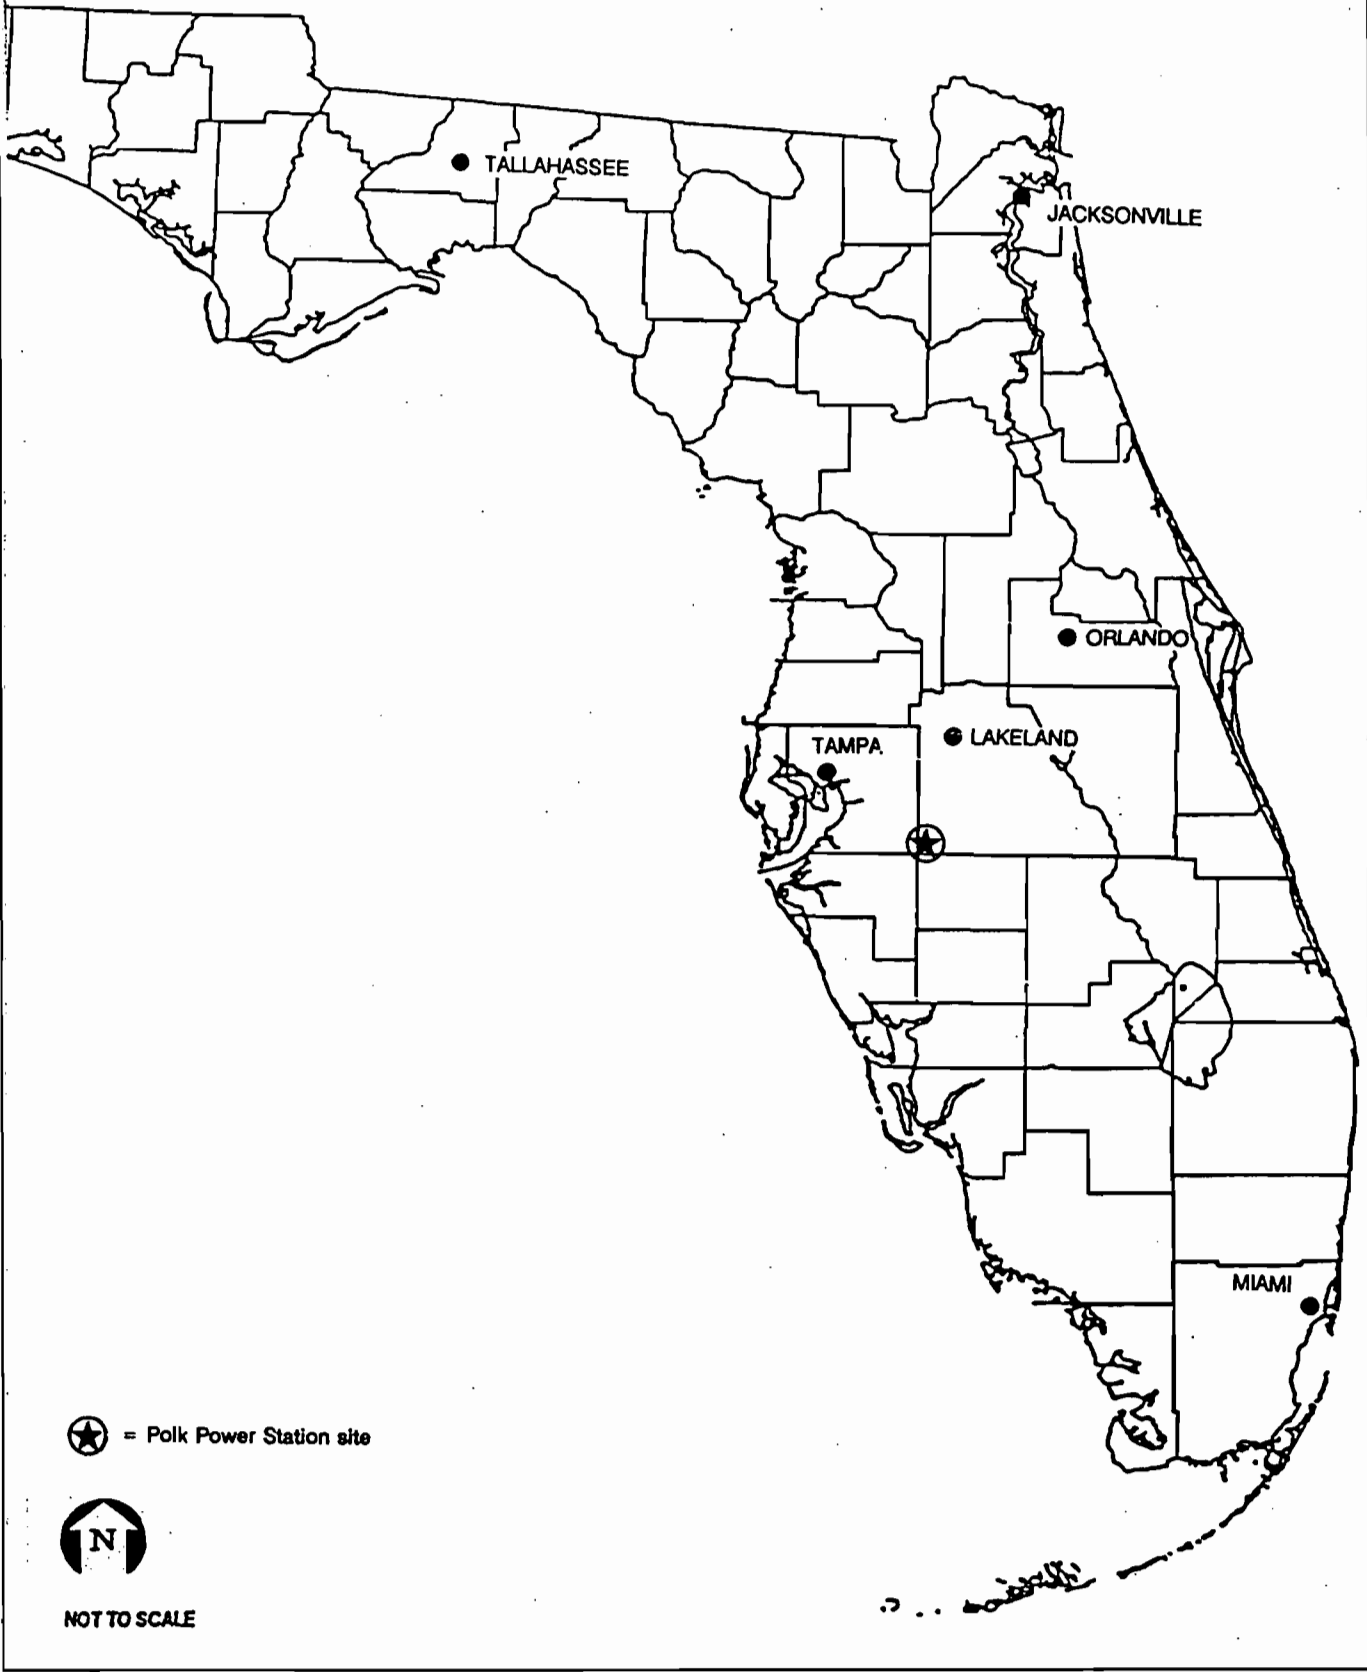 TALLAHASSEE
JACKSONVILLE
ORLANDO
LAKELAND
TAMPA
MIAMI
= Polk Power Station site
N
NOT TO SCALE